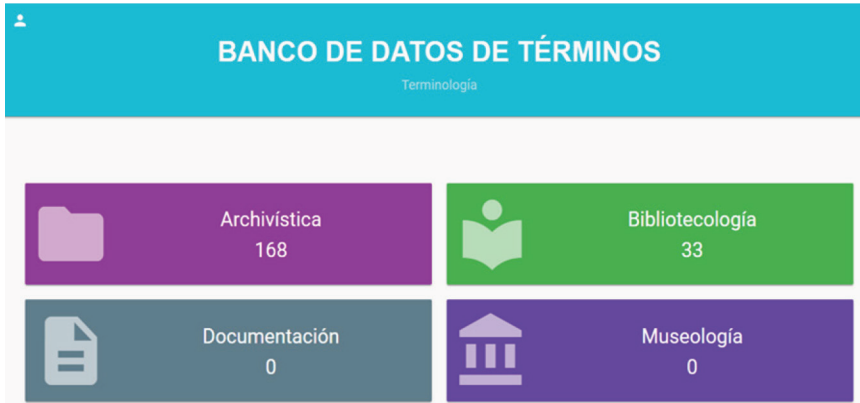 BANCO DE DATOS DE TÉRMINOS
Terminología
Archivística
168
Bibliotecología
33
Documentación
0
Museología
0